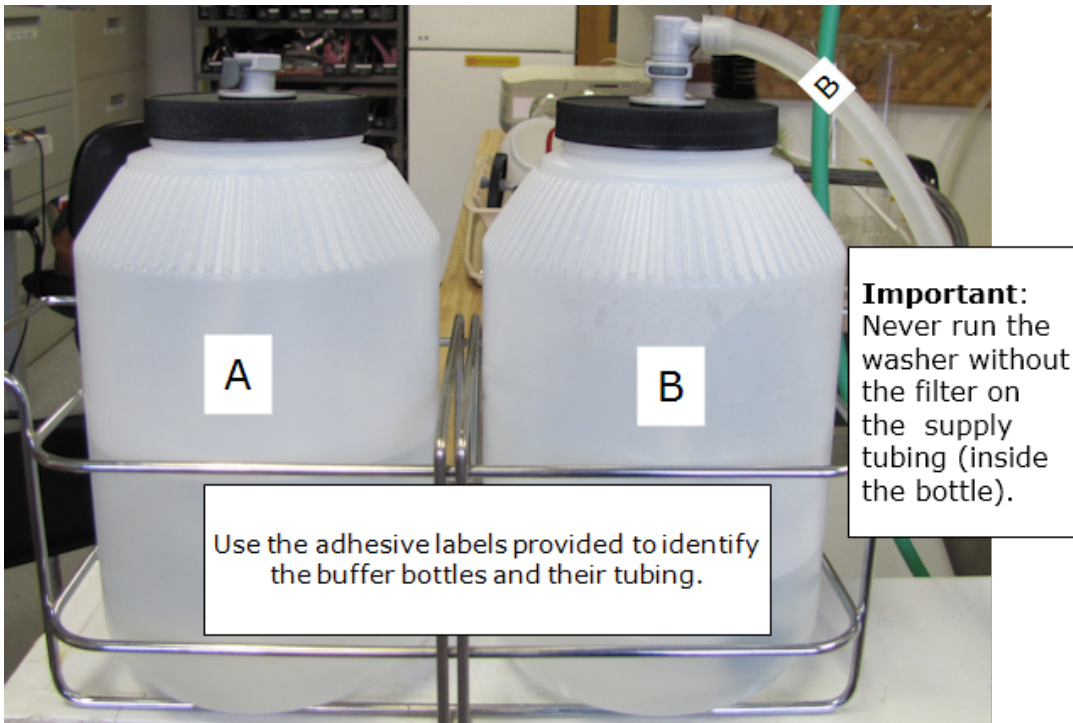 B
A
B
Important:
Never run the
washer without
the filter on
the supply
tubing (inside
the bottle).
Use the adhesive labels provided to identify
the buffer bottles and their tubing.